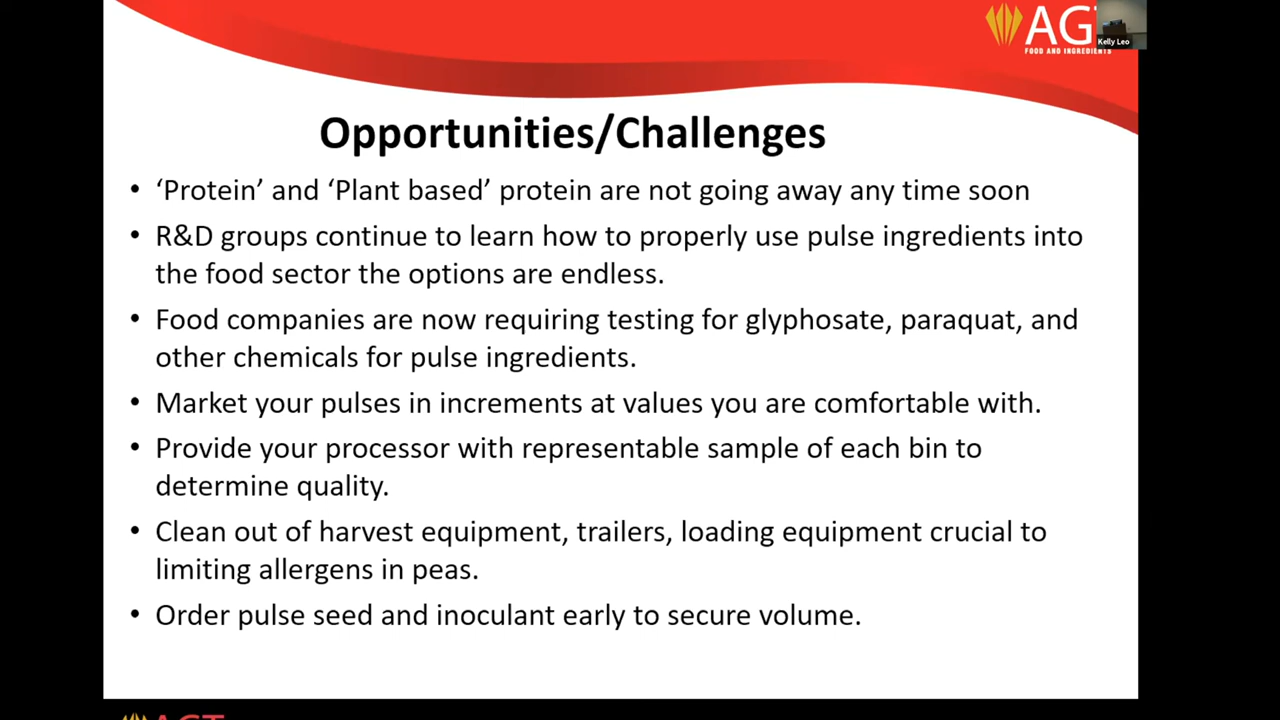 AGT
Kelly Leo
FOOD AND INGREDIENTS
Opportunities/Challenges
• ‘Protein’ and ‘Plant based’ protein are not going away any time soon
• R&D groups continue to learn how to properly use pulse ingredients into
the food sector the options are endless.
• Food companies are now requiring testing for glyphosate, paraquat, and
other chemicals for pulse ingredients.
• Market your pulses in increments at values you are comfortable with.
• Provide your processor with representable sample of each bin to
determine quality.
• Clean out of harvest equipment, trailers, loading equipment crucial to
limiting allergens in peas.
• Order pulse seed and inoculant early to secure volume.
AGT